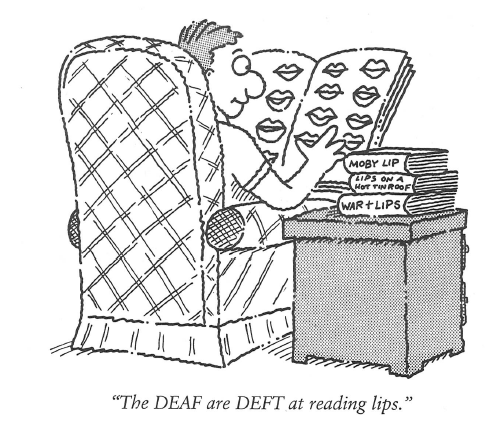 MOBY LIP
LIPS ON A
HOT TIN ROOF
WAR + LIPS
“The DEAF are DEFT at reading lips.”